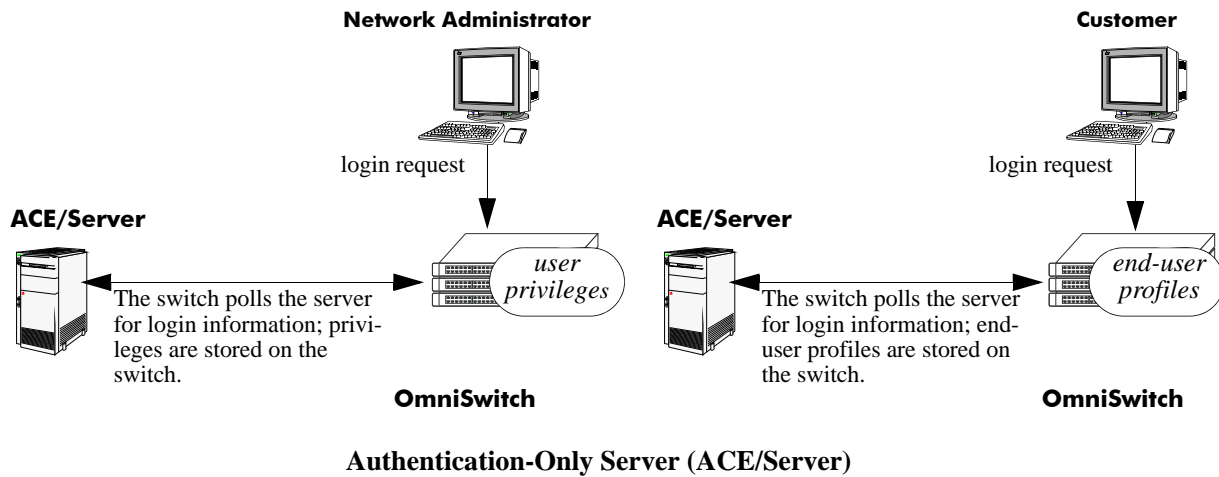 Network Administrator
login request
ACE/Server
user
privileges
The switch polls the server
for login information; privi-
leges are stored on the
switch.
OmniSwitch
Customer
login request
ACE/Server
end-user
profiles
The switch polls the server
for login information; end-
user profiles are stored on
the switch.
OmniSwitch
Authentication-Only Server (ACE/Server)